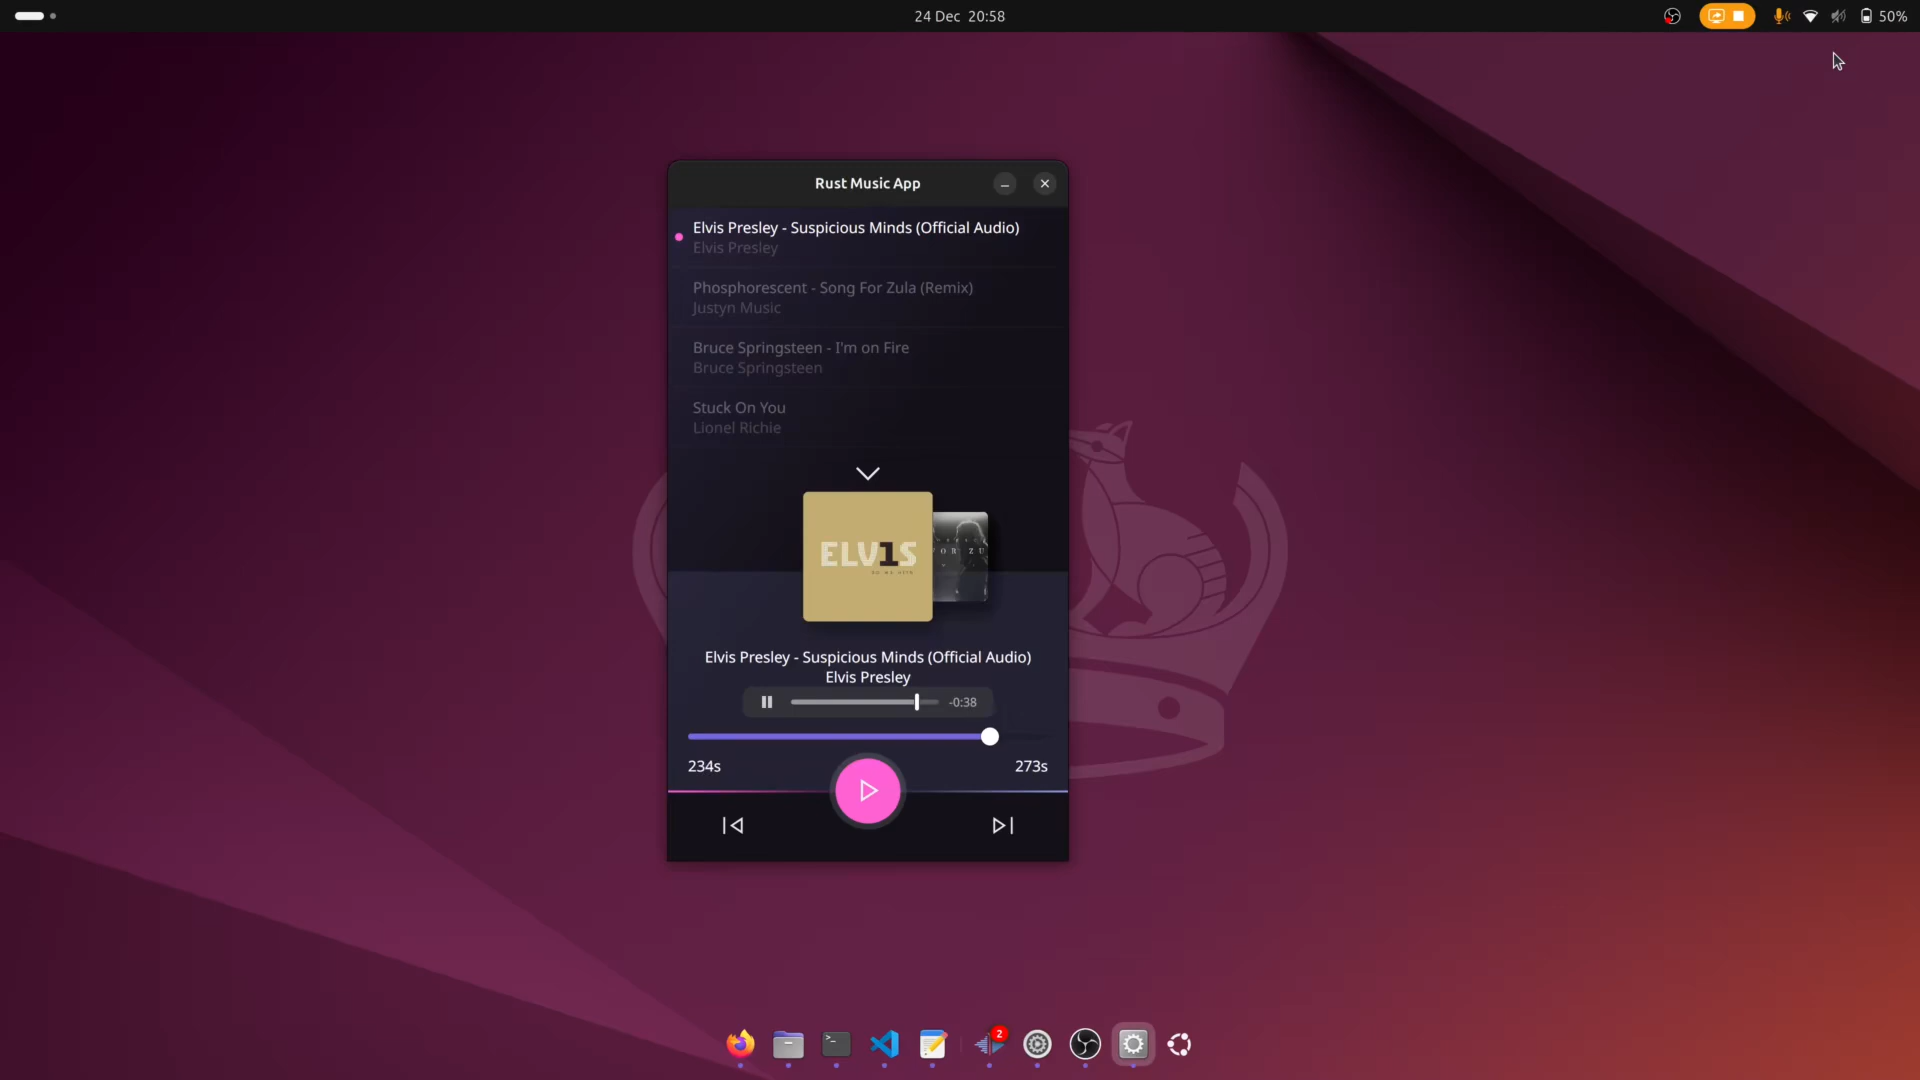 24 Dec 20:58
50%
Rust Music App
Elvis Presley - Suspicious Minds (Official Audio)
Elvis Presley
Phosphorescent - Song For Zula (Remix)
Justyn Music
Bruce Springsteen - I'm on Fire
Bruce Springsteen
Stuck On You
Lionel Richie
ELV1S
OR ZU
Elvis Presley - Suspicious Minds (Official Audio)
Elvis Presley
-0:38
234s
273s
2